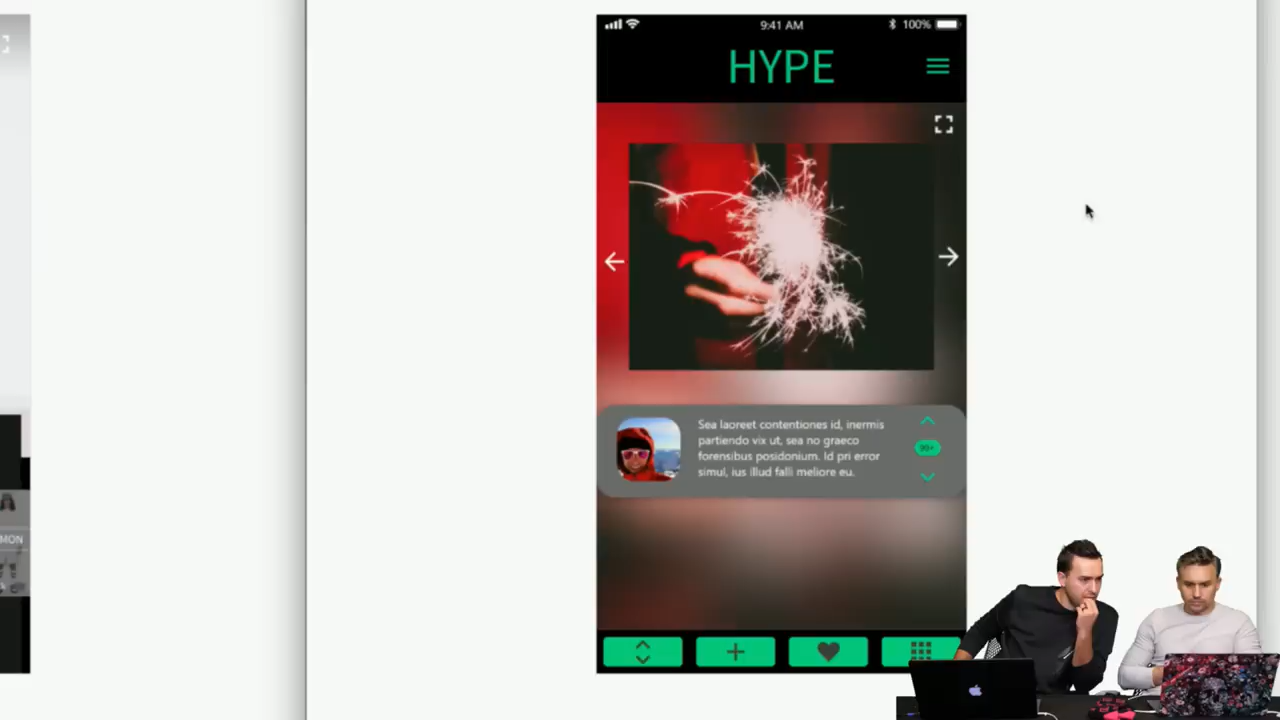 9:41 AM
100%
HYPE
Sea laoreet contentiones id, inermis
partiendo vix ut, sea no graeco
forensibus posidonium. Id pri error
simul, ius illud falli meliore eu.
99+
MON